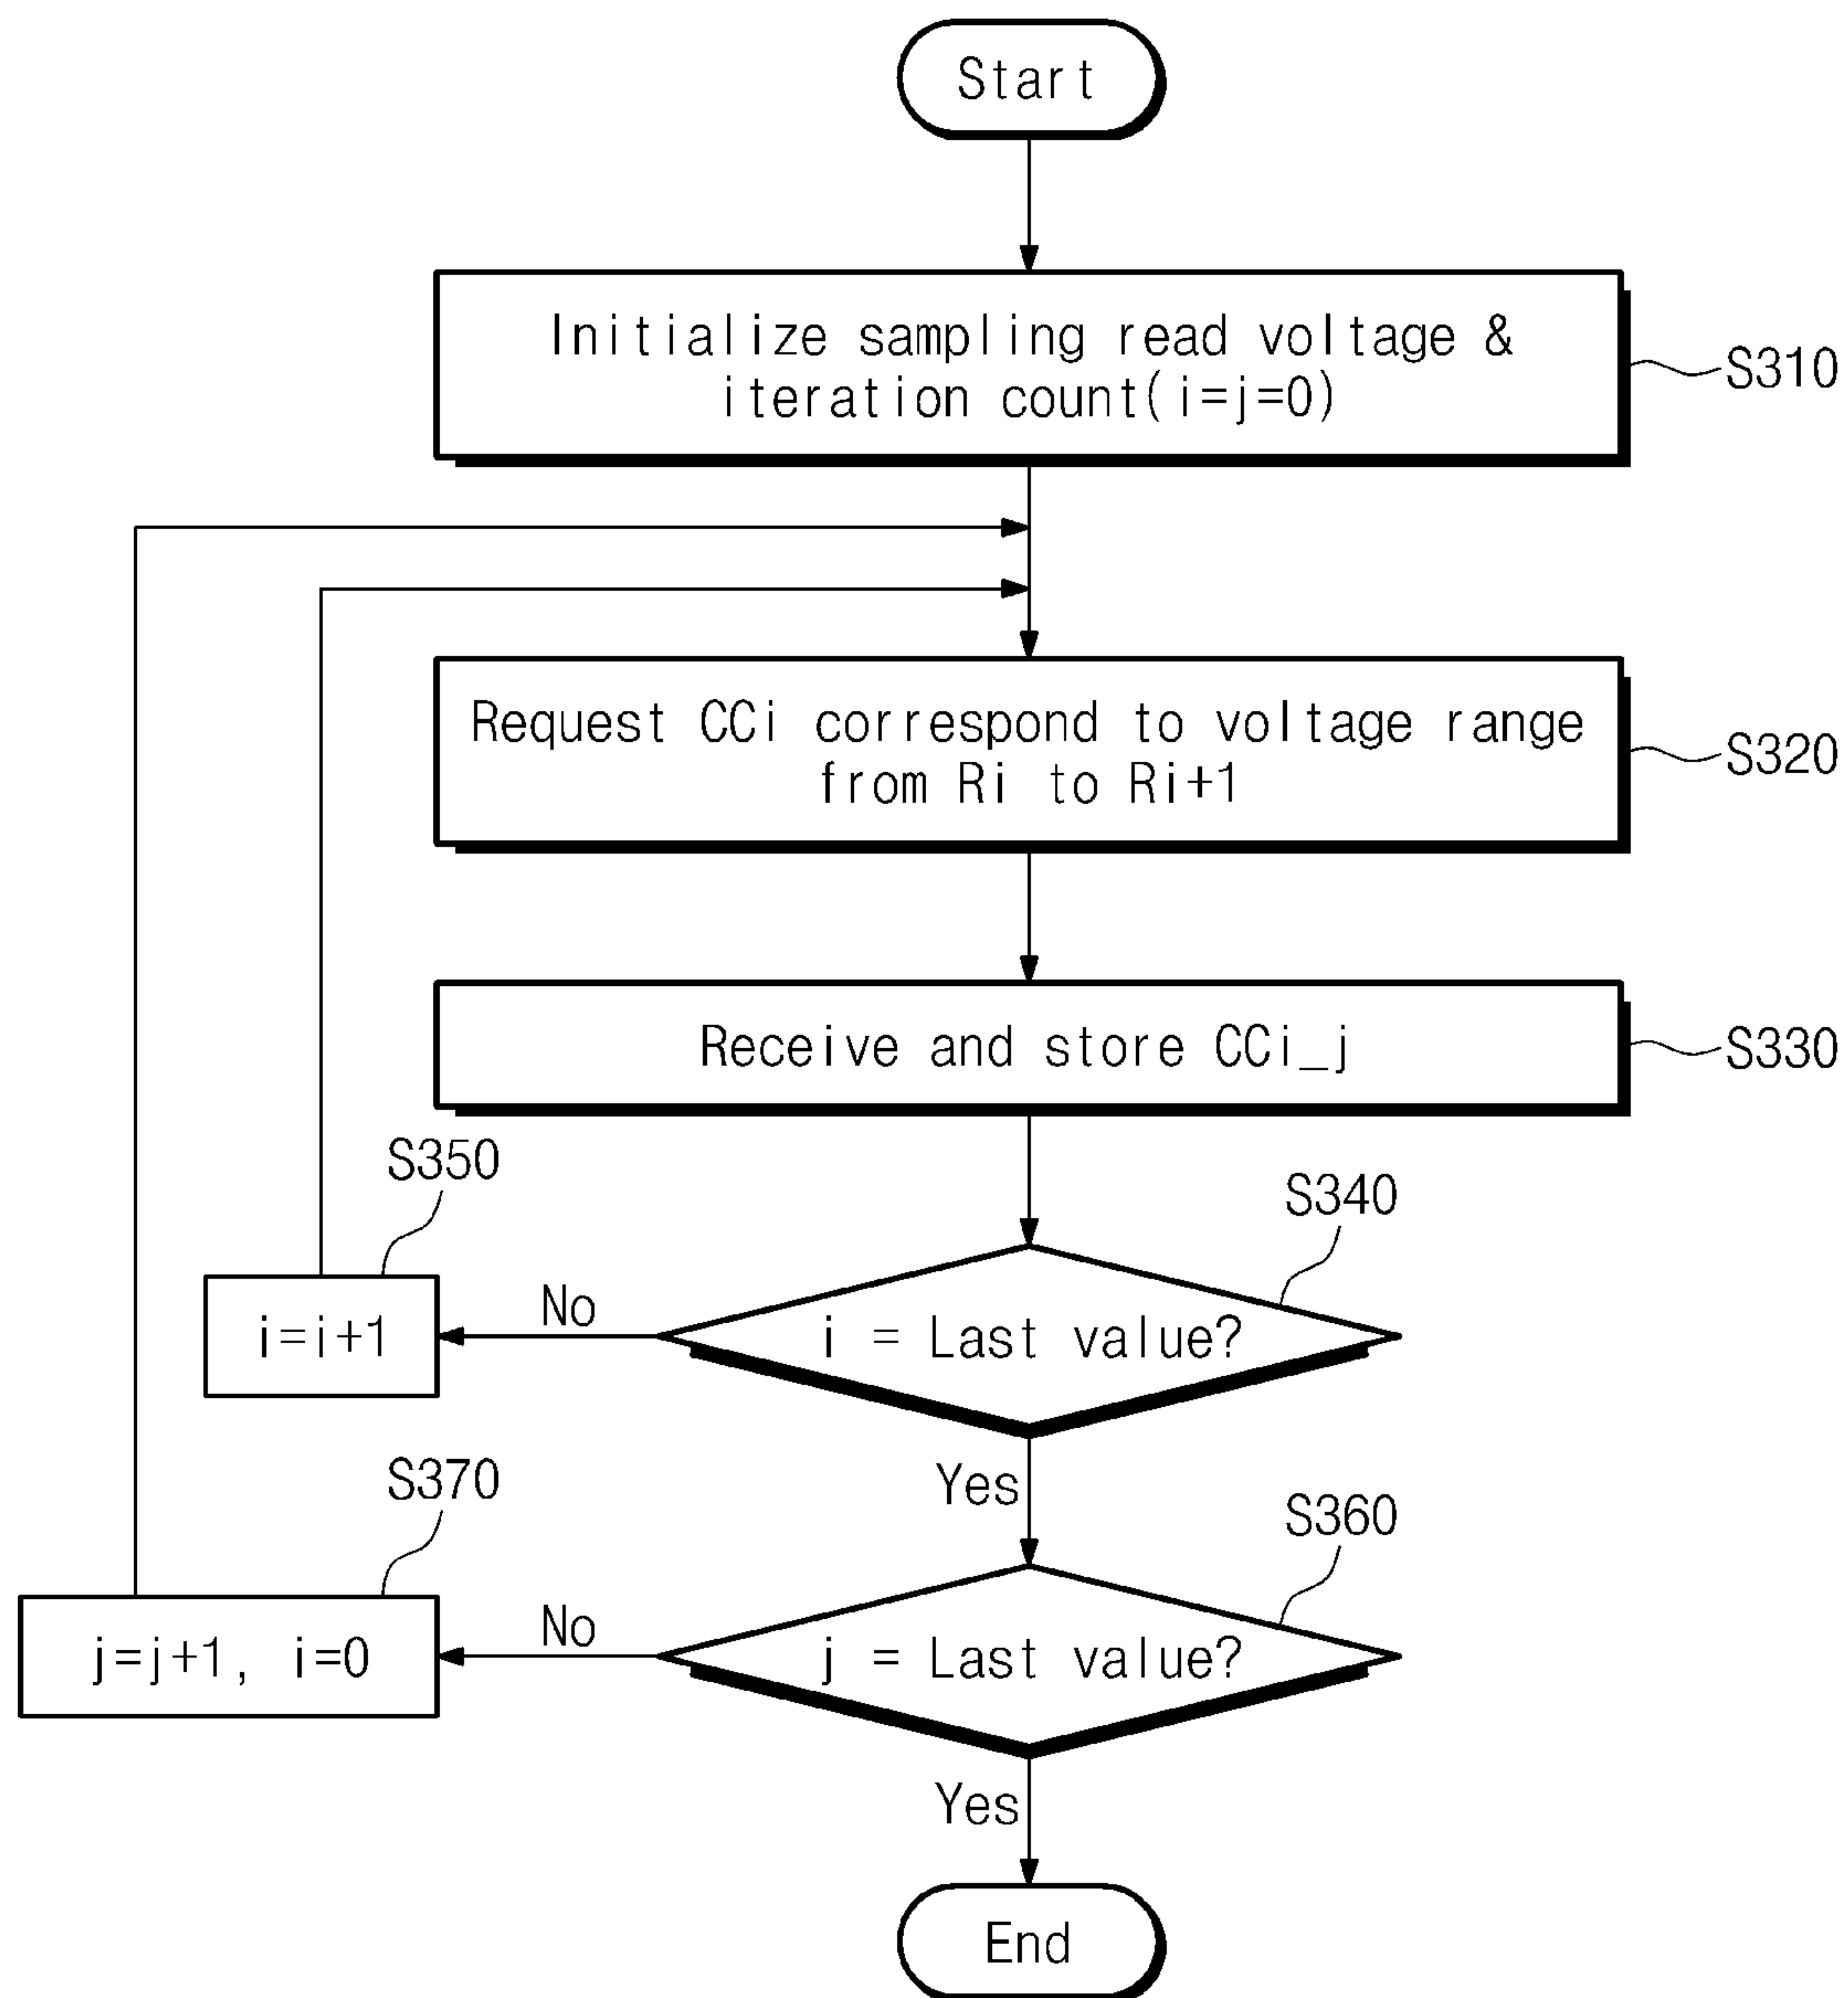 Start
Initialize sampling read voltage &
iteration count(i=j=0)
S310
Request CCi correspond to voltage range
from Ri to Ri+1
S320
Receive and store CCi_j
S330
S350
S340
i=i+1
No
i = Last value?
Yes
S370
S360
j=j+1, i=0
No
j = Last value?
Yes
End